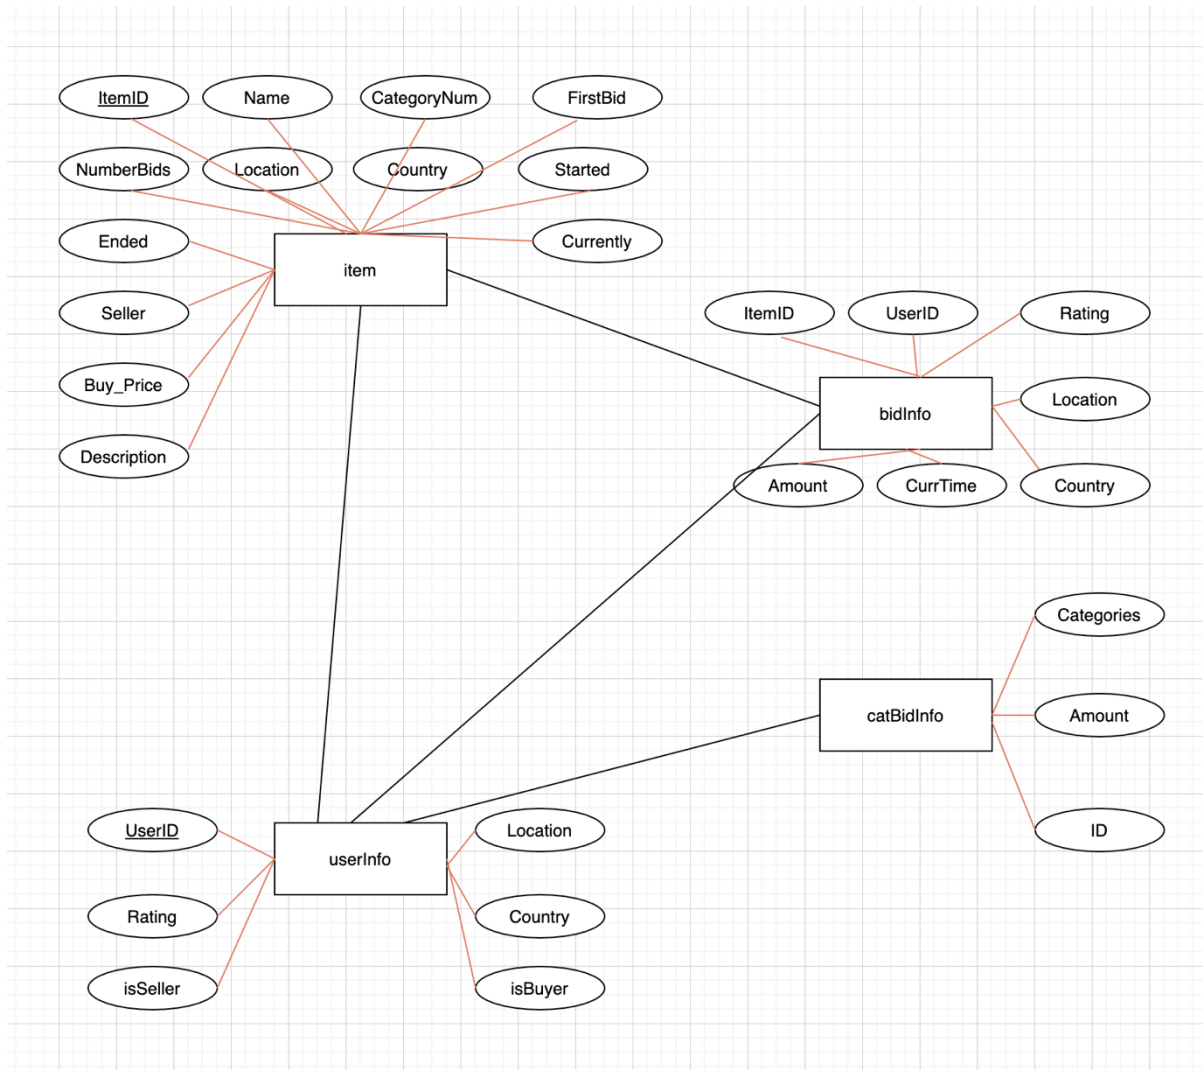 ItemID
Name
CategoryNum
FirstBid
NumberBids
Location
Country
Started
Ended
Currently
item
Seller
Buy_Price
Description
ItemID
UserID
Rating
Location
bidInfo
Amount
CurrTime
Country
Categories
catBidInfo
Amount
ID
UserID
Location
userInfo
Rating
Country
isSeller
isBuyer